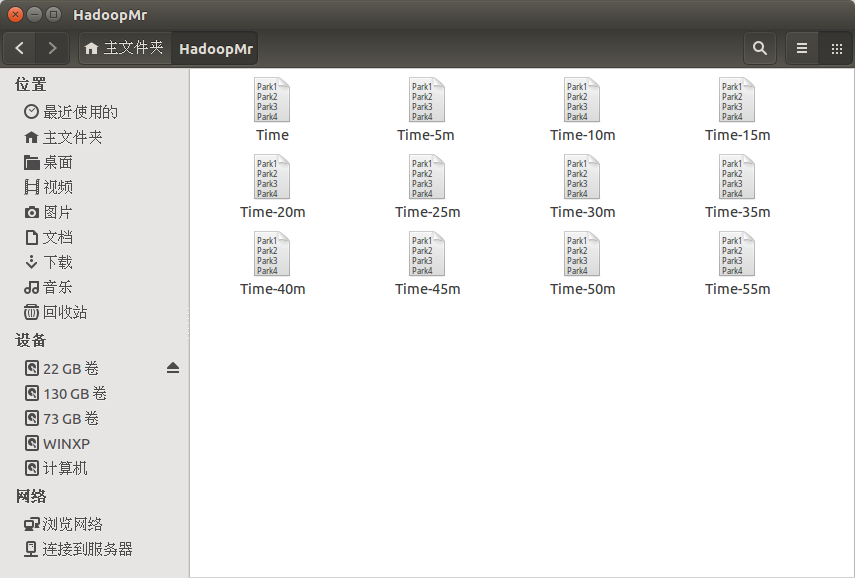 HadoopMr
主文件夹 HadoopMr
位置
最近使用的
主文件夹
桌面
视频
图片
文档
下载
音乐
回收站
设备
22 GB 卷
130 GB 卷
73 GB 卷
WINXP
计算机
网络
浏览网络
连接到服务器
Park1 Park1 Park1 Park1
Park2 Park2 Park2 Park2
Park3 Park3 Park3 Park3
Park4 Park4 Park4 Park4
Time Time-5m Time-10m Time-15m
Park1 Park1 Park1 Park1
Park2 Park2 Park2 Park2
Park3 Park3 Park3 Park3
Park4 Park4 Park4 Park4
Time-20m Time-25m Time-30m Time-35m
Park1 Park1 Park1 Park1
Park2 Park2 Park2 Park2
Park3 Park3 Park3 Park3
Park4 Park4 Park4 Park4
Time-40m Time-45m Time-50m Time-55m